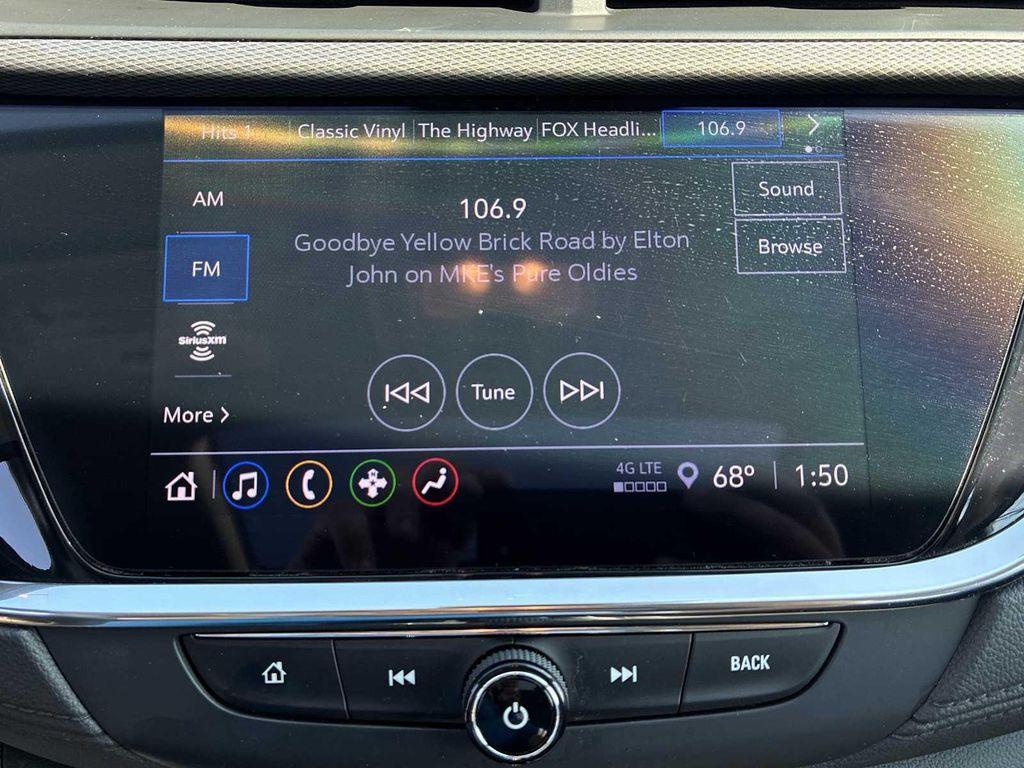 Hits 1 Classic Vinyl The Highway FOX Headli... 106.9
AM
FM
SiriusXM
More
106.9
Goodbye Yellow Brick Road by Elton
John on MKE's Pure Oldies
Sound
Browse
Tune
4G LTE
68° 1:50
BACK